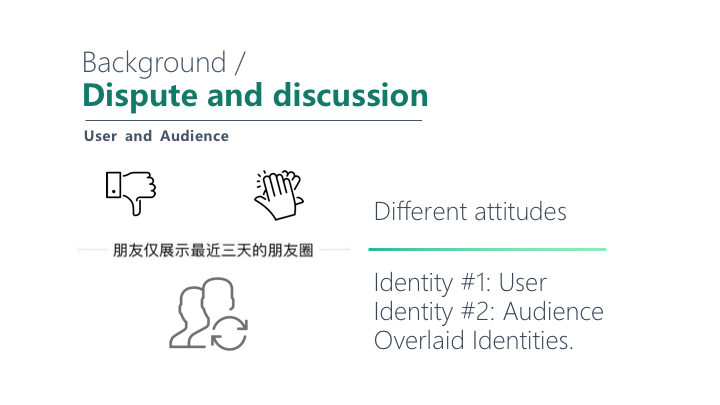 Background /
Dispute and discussion
User and Audience
Different attitudes
朋友仅展示最近三天的朋友圈
Identity #1: User
Identity #2: Audience
Overlaid Identities.